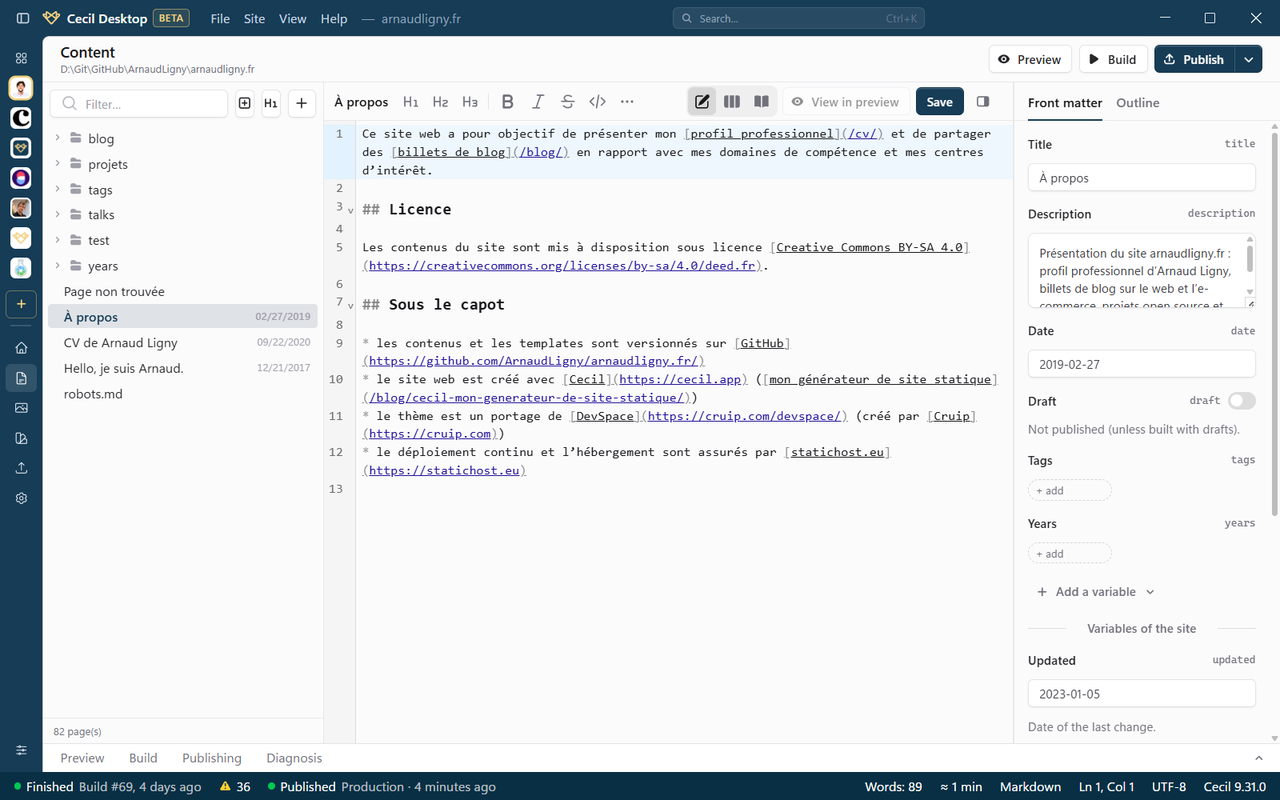 Cecil Desktop BETA File Site View Help — arnaudligny.fr Search... Ctrl+K
Content
D:\Git\GitHub\ArnaudLigny\arnaudligny.fr
Preview Build Publish
Filter... H1
blog
projets
tags
talks
test
years
Page non trouvée
À propos 02/27/2019
CV de Arnaud Ligny 09/22/2020
Hello, je suis Arnaud. 12/21/2017
robots.md
82 page(s)
À propos H1 H2 H3 B I S </> ... View in preview Save
1 Ce site web a pour objectif de présenter mon [profil professionnel](/cv/) et de partager
des [billets de blog](/blog/) en rapport avec mes domaines de compétence et mes centres
d’intérêt.
2
3 ## Licence
4
5 Les contenus du site sont mis à disposition sous licence [Creative Commons BY-SA 4.0]
(https://creativecommons.org/licenses/by-sa/4.0/deed.fr).
6
7 ## Sous le capot
8
9 * les contenus et les templates sont versionnés sur [GitHub]
(https://github.com/ArnaudLigny/arnaudligny.fr/)
10 * le site web est créé avec [Cecil](https://cecil.app) ([mon générateur de site statique]
(/blog/cecil-mon-generateur-de-site-statique/))
11 * le thème est un portage de [DevSpace](https://cruip.com/devspace/) (créé par [Cruip]
(https://cruip.com))
12 * le déploiement continu et l’hébergement sont assurés par [statichost.eu]
(https://statichost.eu)
13
Front matter Outline
Title title
À propos
Description description
Présentation du site arnaudligny.fr :
profil professionnel d’Arnaud Ligny,
billets de blog sur le web et l’e-
commerce, projets open source et
Date date
2019-02-27
Draft draft
Not published (unless built with drafts).
Tags tags
+ add
Years years
+ add
+ Add a variable
Variables of the site
Updated updated
2023-01-05
Date of the last change.
Preview Build Publishing Diagnosis
Finished Build #69, 4 days ago 36 Published Production · 4 minutes ago Words: 89 ≈ 1 min Markdown Ln 1, Col 1 UTF-8 Cecil 9.31.0